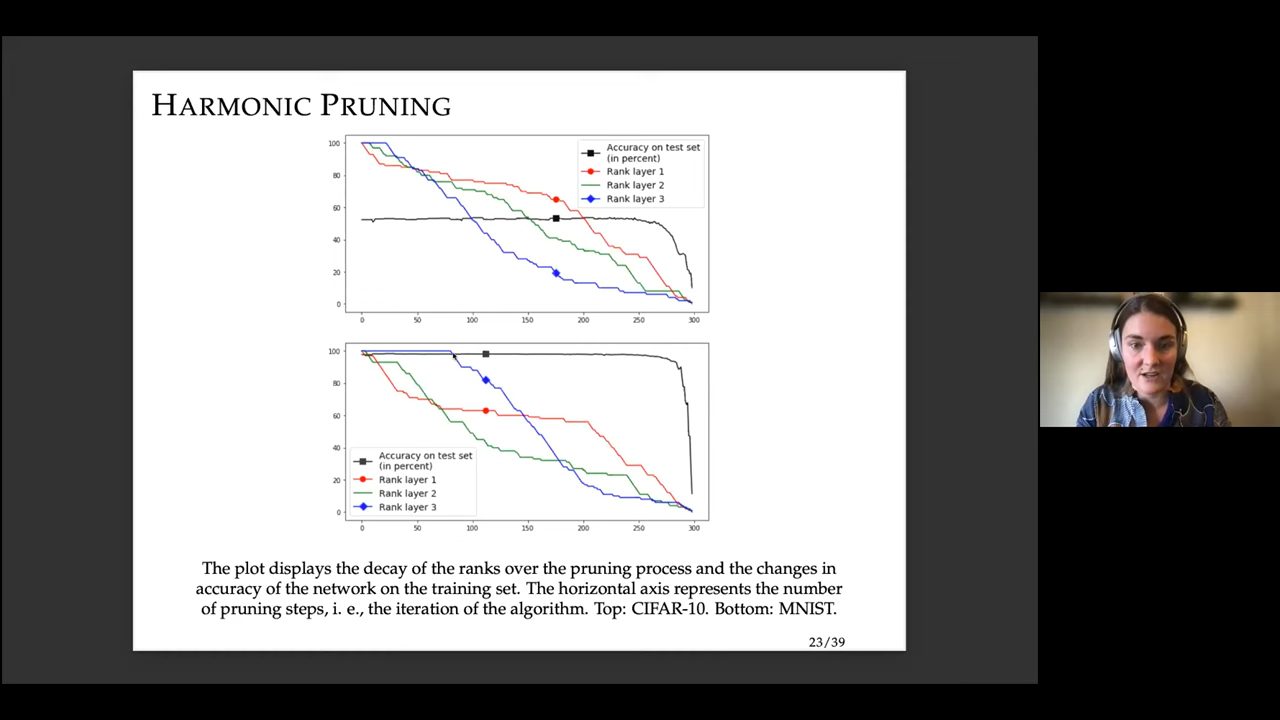 HARMONIC PRUNING
100
80
60
40
20
0
0 50 100 150 200 250 300
Accuracy on test set
(in percent)
Rank layer 1
Rank layer 2
Rank layer 3
100
80
60
40
20
0
0 50 100 150 200 250 300
Accuracy on test set
(in percent)
Rank layer 1
Rank layer 2
Rank layer 3
The plot displays the decay of the ranks over the pruning process and the changes in
accuracy of the network on the training set. The horizontal axis represents the number
of pruning steps, i. e., the iteration of the algorithm. Top: CIFAR-10. Bottom: MNIST.
23/39